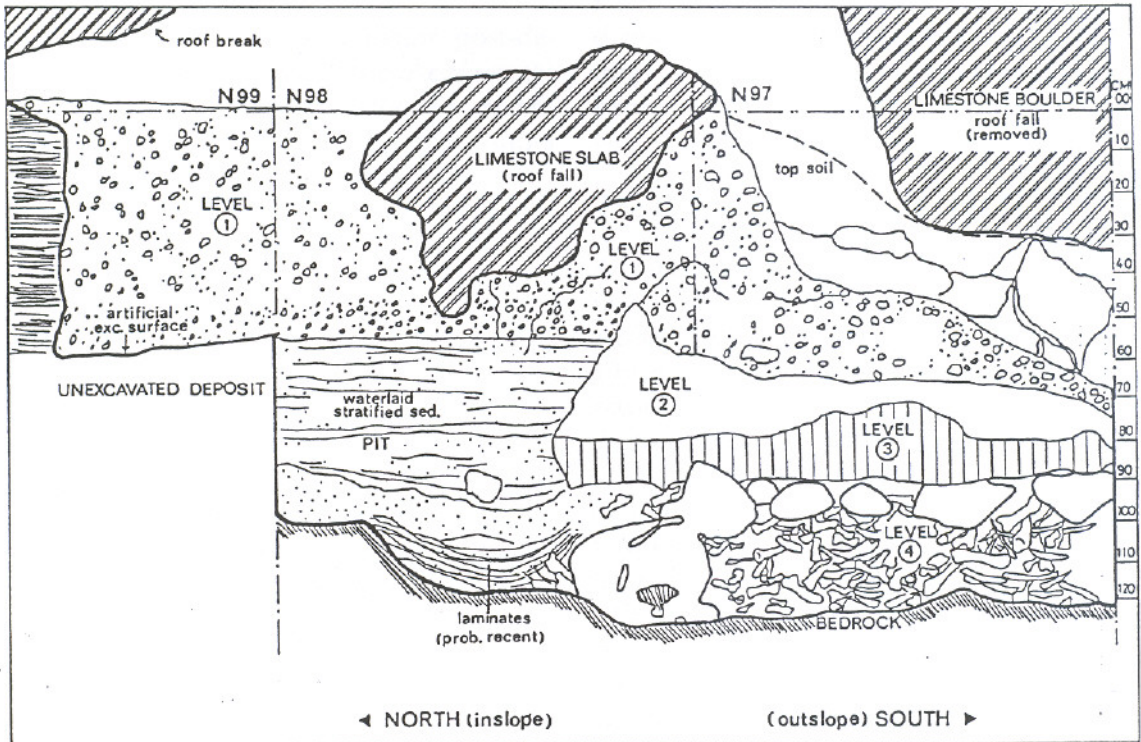 roof break
N99 N98
N97
CM
00
LIMESTONE BOULDER
roof fall
(removed)
10
LIMESTONE SLAB
(roof fall)
top soil
20
LEVEL
1
30
LEVEL
1
40
50
artificial
exc. surface
60
UNEXCAVATED DEPOSIT
LEVEL
2
70
waterlaid
stratified sed.
PIT
80
LEVEL
3
90
100
LEVEL
4
110
120
laminates
(prob. recent)
BEDROCK
◄ NORTH (inslope)
(outslope) SOUTH ►